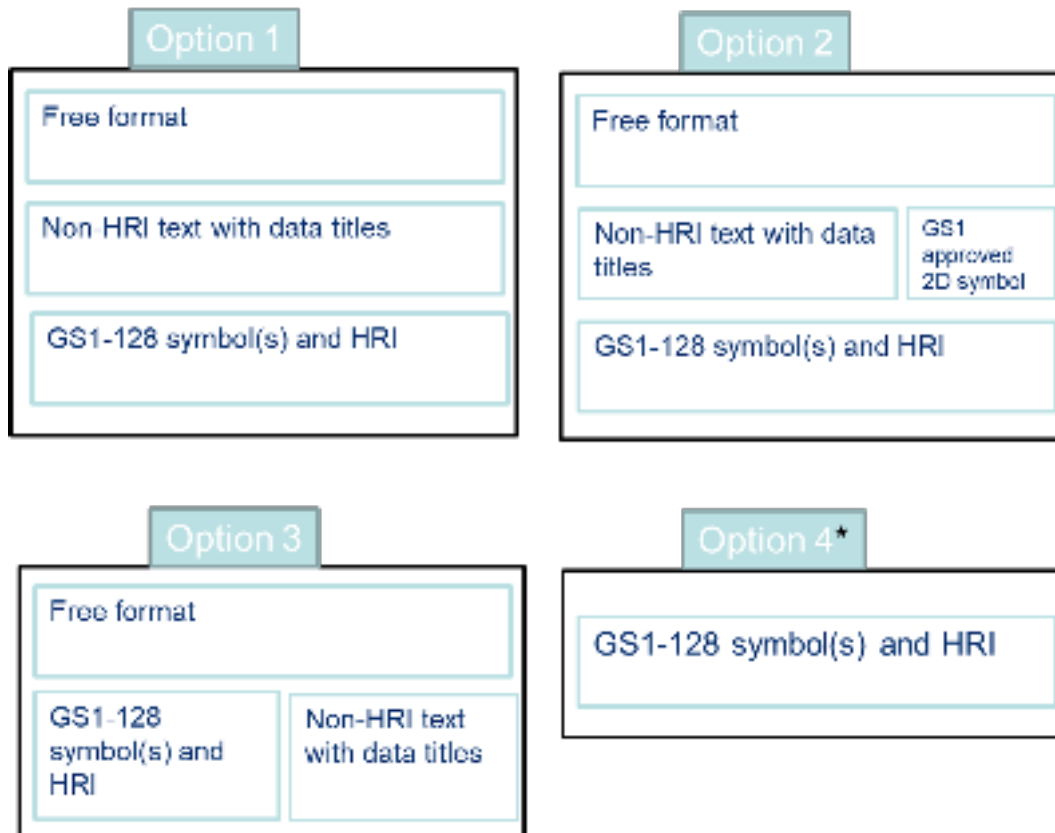 Option 1
Free format
Non-HRI text with data titles
GS1-128 symbol(s) and HRI
Option 2
Free format
Non-HRI text with data
titles
GS1
approved
2D symbol
GS1-128 symbol(s) and HRI
Option 3
Free format
GS1-128
symbol(s) and
HRI
Non-HRI text
with data titles
Option 4*
GS1-128 symbol(s) and HRI